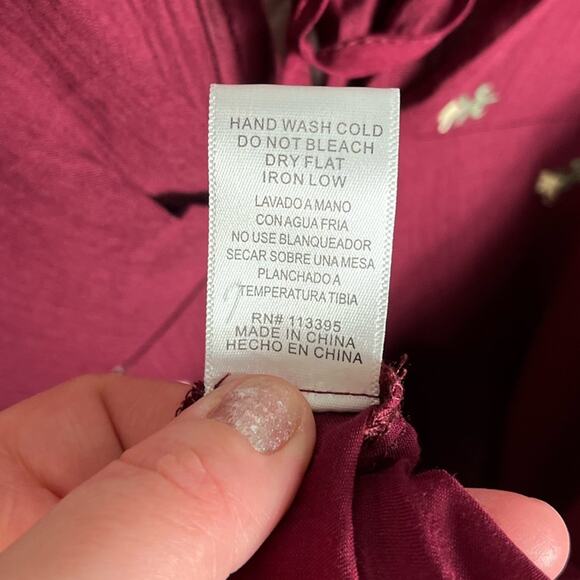 HAND WASH COLD
DO NOT BLEACH
DRY FLAT
IRON LOW
LAVADO A MANO
CON AGUA FRIA
NO USE BLANQUEADOR
SECAR SOBRE UNA MESA
PLANCHADO A
TEMPERATURA TIBIA
RN# 113395
MADE IN CHINA
HECHO EN CHINA